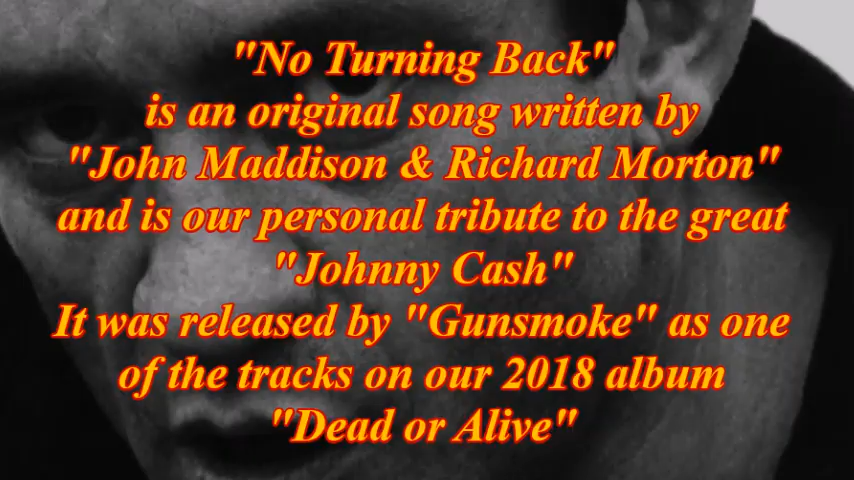 "No Turning Back"
is an original song written by
"John Maddison & Richard Morton"
and is our personal tribute to the great
"Johnny Cash"
It was released by "Gunsmoke" as one
of the tracks on our 2018 album
"Dead or Alive"